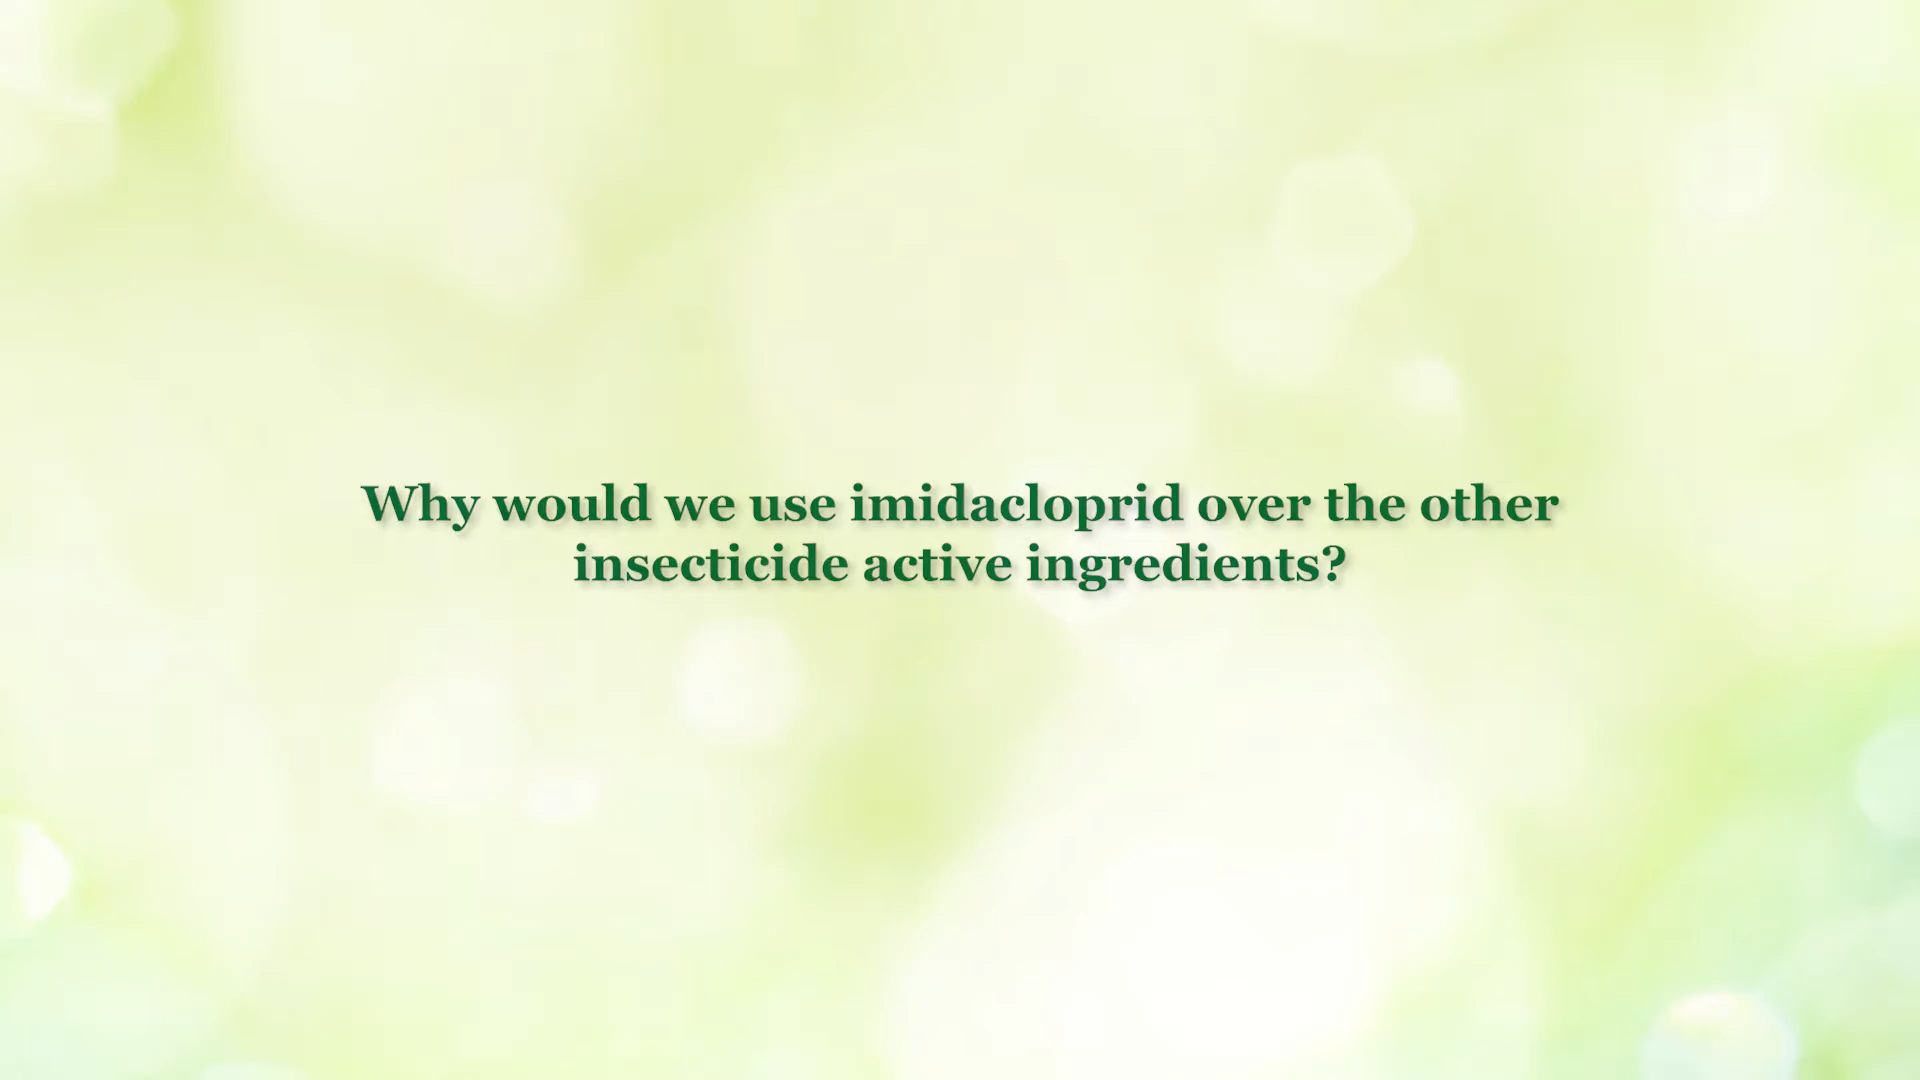 Why would we use imidacloprid over the other
insecticide active ingredients?